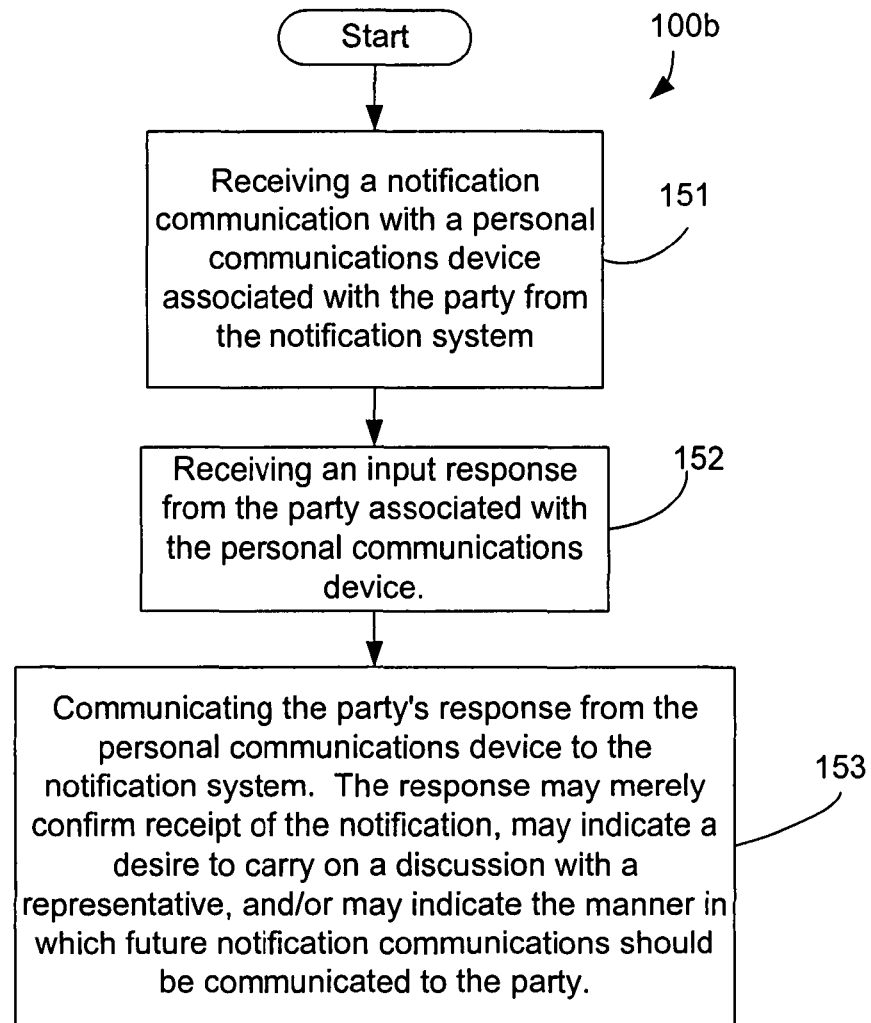 Start
100b
Receiving a notification
communication with a personal
communications device
associated with the party from
the notification system
151
Receiving an input response
from the party associated with
the personal communications
device.
152
Communicating the party's response from the
personal communications device to the
notification system.  The response may merely
confirm receipt of the notification, may indicate a
desire to carry on a discussion with a
representative, and/or may indicate the manner in
which future notification communications should
be communicated to the party.
153